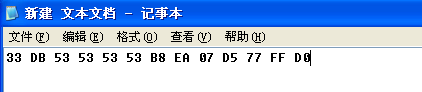 新建 文本文档 - 记事本
文件(F) 编辑(E) 格式(O) 查看(V) 帮助(H)
33 DB 53 53 53 53 B8 EA 07 D5 77 FF D0